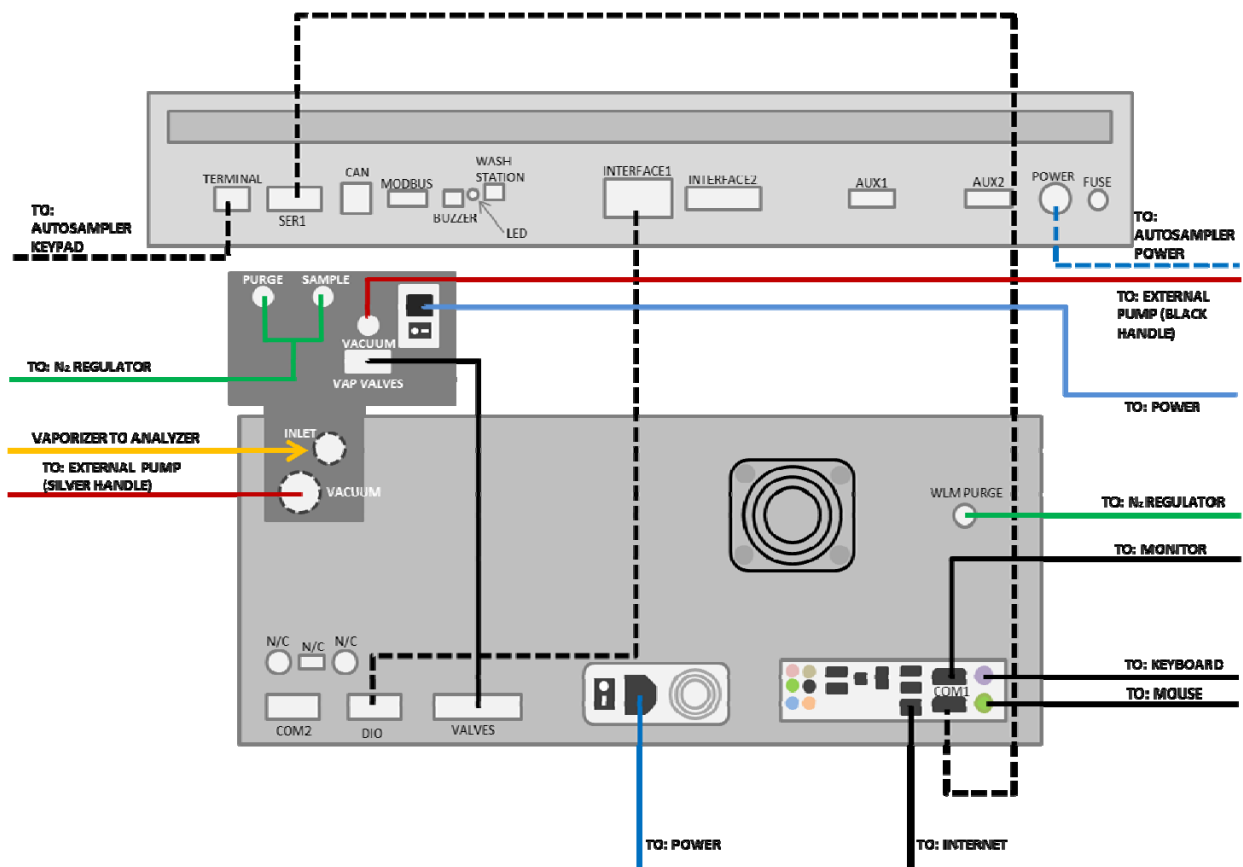 TERMINAL
SER1
CAN
MODBUS
BUZZER
WASH
STATION
LED
INTERFACE1
INTERFACE2
AUX1
AUX2
POWER
FUSE
TO:
AUTOSAMPLER
KEYPAD
TO:
AUTOSAMPLER
POWER
PURGE
SAMPLE
VACUUM
VAP VALVES
TO: EXTERNAL
PUMP (BLACK
HANDLE)
TO: N₂ REGULATOR
TO: POWER
INLET
VAPORIZER TO ANALYZER
TO: EXTERNAL PUMP
(SILVER HANDLE)
VACUUM
WLM PURGE
TO: N₂ REGULATOR
TO: MONITOR
N/C
N/C
N/C
COM1
TO: KEYBOARD
TO: MOUSE
COM2
DIO
VALVES
TO: POWER
TO: INTERNET